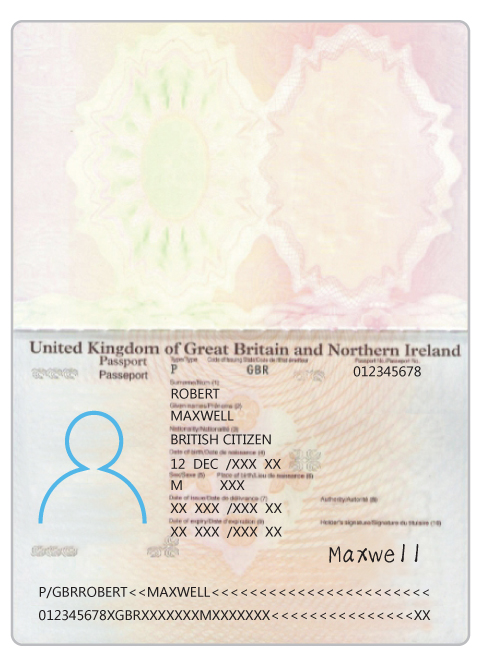 United Kingdom of Great Britain and Northern Ireland
Passport
Passeport
Type/Type Code of Issuing State/Code de l'Etat émetteur Passport No./Passeport No.
P GBR 012345678
Surname/Nom (1)
ROBERT
Given names/Prénoms (2)
MAXWELL
Nationality/Nationalité (3)
BRITISH CITIZEN
Date of birth/Date de naissance (4)
12 DEC /XXX XX
Sex/Sexe (5) Place of birth/Lieu de naissance (6)
M XXX
Date of issue/Date de délivrance (7) Authority/Autorité (8)
XX XXX /XXX XX
Date of expiry/Date d'expiration (9) Holder's signature/Signature du titulaire (10)
XX XXX /XXX XX
Maxwell
P/GBRROBERT<<MAXWELL<<<<<<<<<<<<<<<<<<<<<<<<
012345678XGBRXXXXXXXMXXXXXXX<<<<<<<<<<<<<<<XX